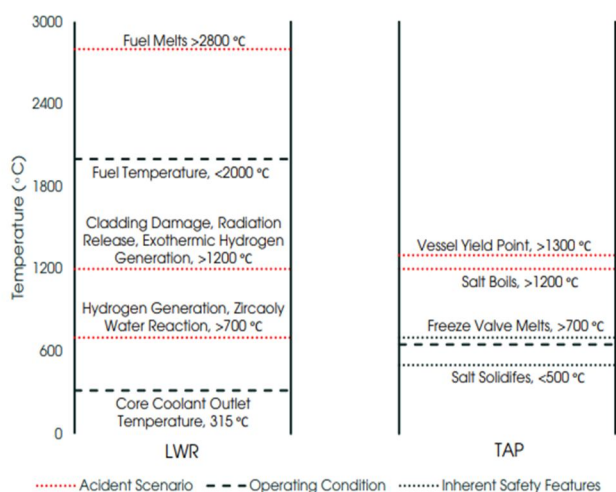 3000
2400
1800
1200
600
0
Temperature (°C)
Fuel Melts >2800 ℃
Fuel Temperature, <2000 ℃
Cladding Damage, Radiation
Release, Exothermic Hydrogen
Generation, >1200 ℃
Hydrogen Generation, Zircaoly
Water Reaction, >700 ℃
Core Coolant Outlet
Temperature, 315 ℃
LWR
Vessel Yield Point, >1300 ℃
Salt Boils, >1200 ℃
Freeze Valve Melts, >700 ℃
Salt Solidifes <500 ℃
TAP
Acident Scenario
Operating Condition
Inherent Safety Features